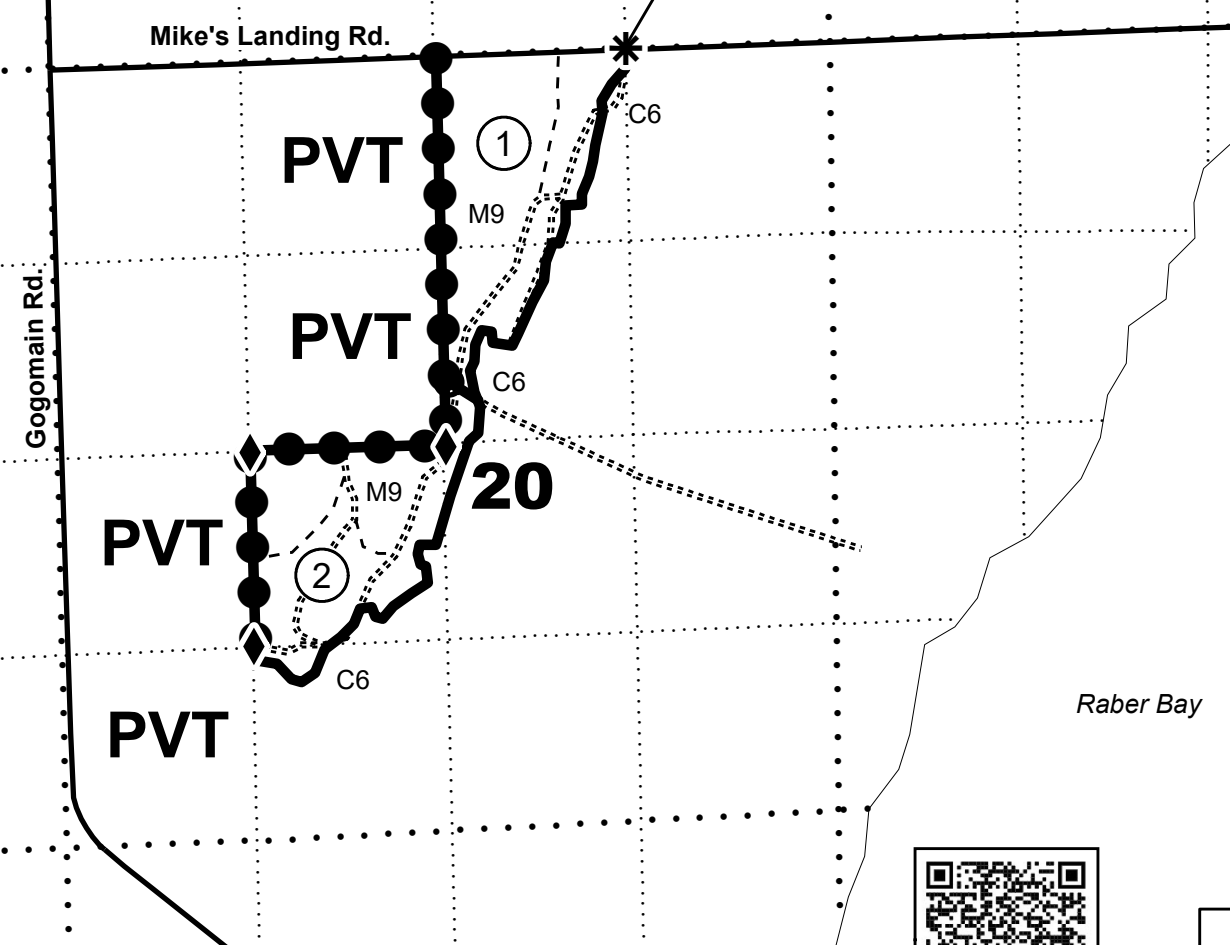 Mike's Landing Rd.
C6
PVT
1
M9
Gogomain Rd.
PVT
C6
M9
20
PVT
2
C6
Raber Bay
PVT